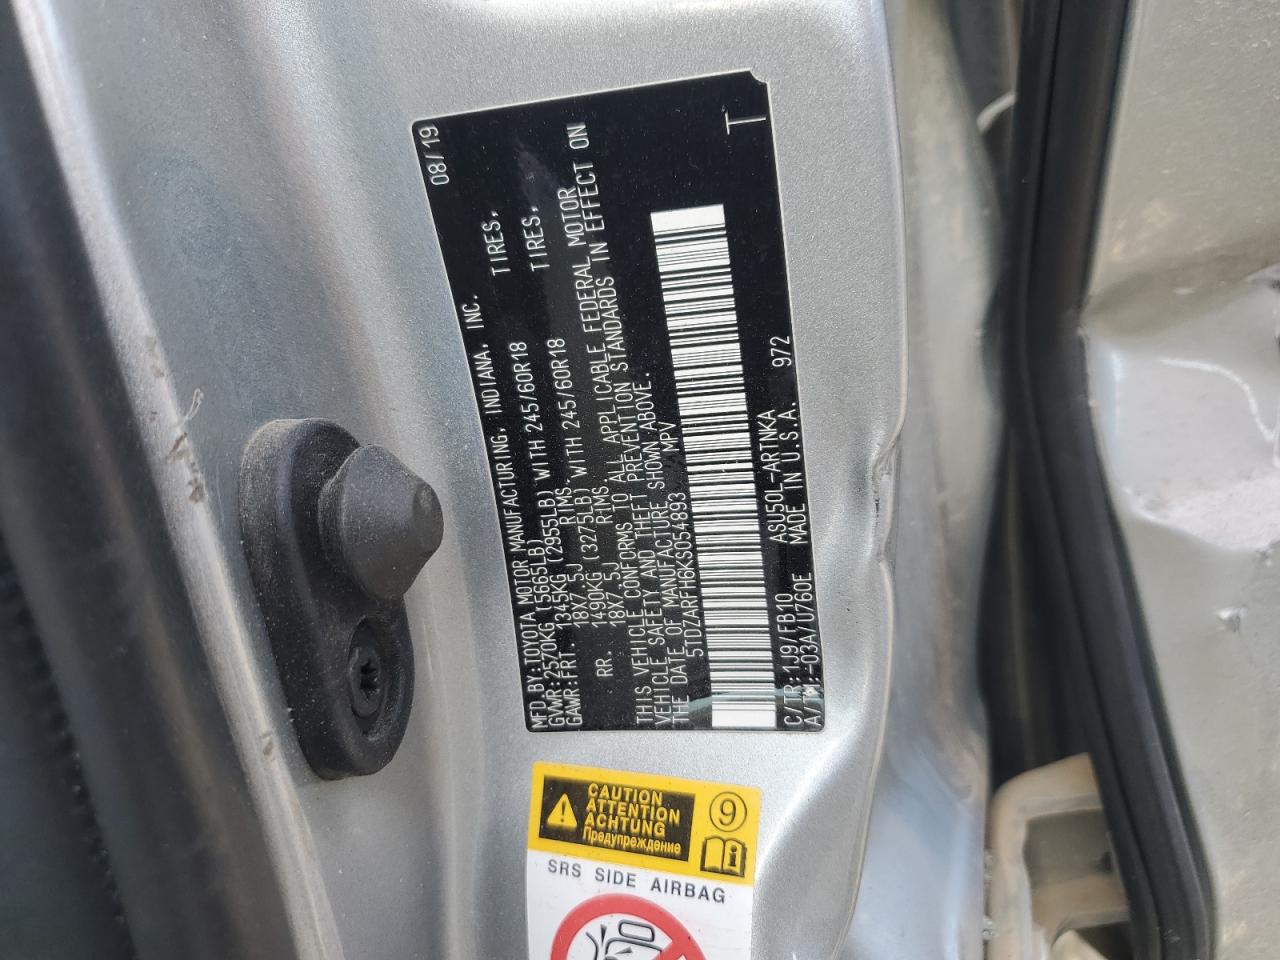 MFD BY:TOYOTA MOTOR MANUFACTURING, INDIANA, INC. 08/19
GVWR:2570KG (5665LB)
GAWR:FRT. 1345KG (2955LB) WITH 245/60R18 TIRES,
18X7.5J RIMS,
RR. 1490KG (3275LB) WITH 245/60R18 TIRES,
18X7.5J RIMS
THIS VEHICLE CONFORMS TO ALL APPLICABLE FEDERAL MOTOR
VEHICLE SAFETY AND THEFT PREVENTION STANDARDS IN EFFECT ON
THE DATE OF MANUFACTURE SHOWN ABOVE.
5TDZARFH6KS054693 MPV
T
C/TR:1J9/FB10 ASU50L-ARTNKA
A/TM:-03A/U760E MADE IN U.S.A. 972
CAUTION
ATTENTION
ACHTUNG
Предупреждение
9
i
SRS SIDE AIRBAG